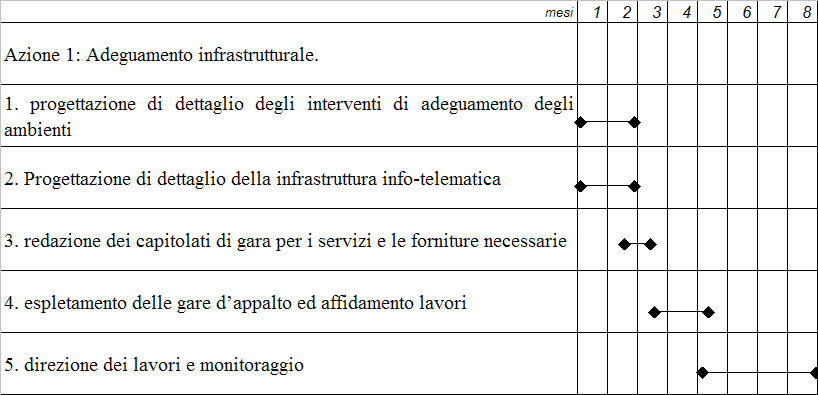 mesi 1 2 3 4 5 6 7 8
Azione 1: Adeguamento infrastrutturale.
1. progettazione di dettaglio degli interventi di adeguamento degli
ambienti
2. Progettazione di dettaglio della infrastruttura info-telematica
3. redazione dei capitolati di gara per i servizi e le forniture necessarie
4. espletamento delle gare d’appalto ed affidamento lavori
5. direzione dei lavori e monitoraggio